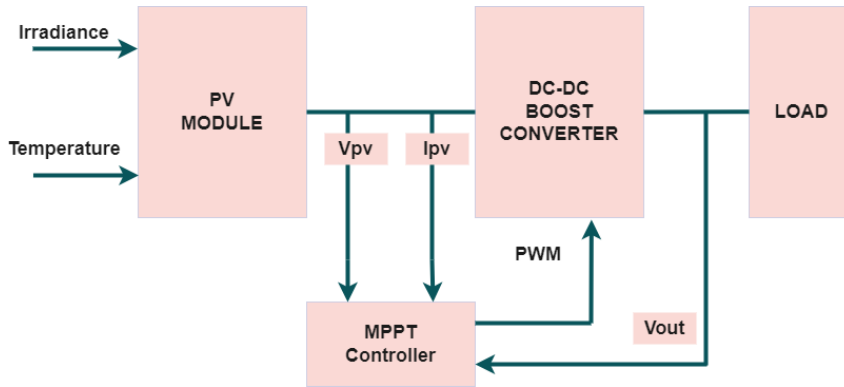 Irradiance
Temperature
PV
MODULE
Vpv
Ipv
DC-DC
BOOST
CONVERTER
LOAD
PWM
MPPT
Controller
Vout